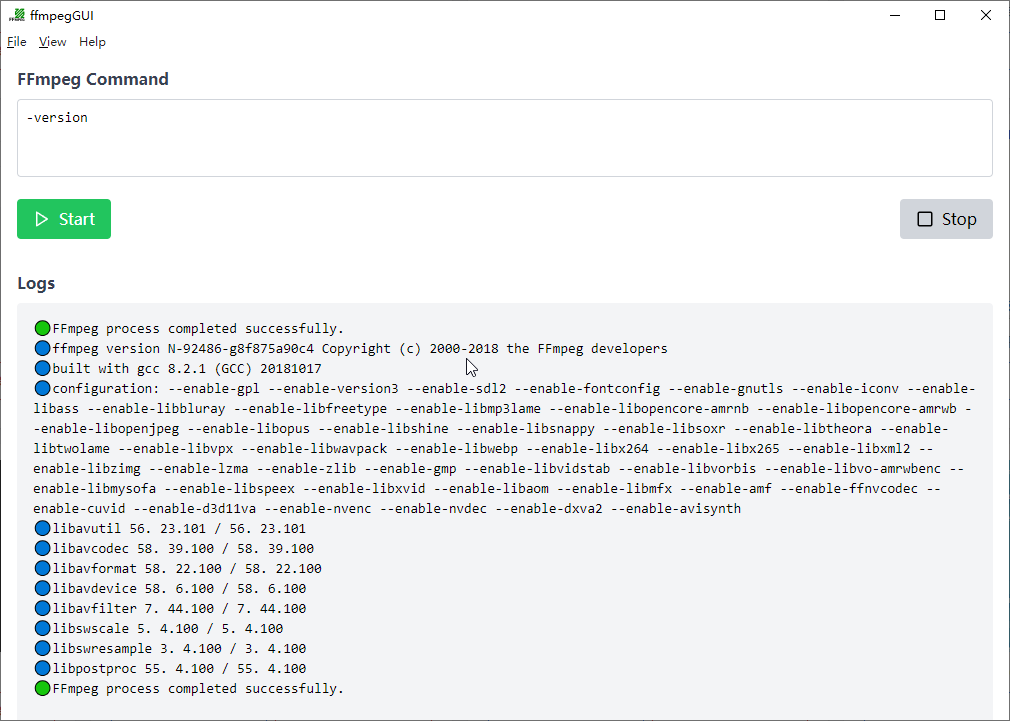 ffmpegGUI
File View Help
FFmpeg Command
-version
Start
Stop
Logs
FFmpeg process completed successfully.
ffmpeg version N-92486-g8f875a90c4 Copyright (c) 2000-2018 the FFmpeg developers
built with gcc 8.2.1 (GCC) 20181017
configuration: --enable-gpl --enable-version3 --enable-sdl2 --enable-fontconfig --enable-gnutls --enable-iconv --enable-
libass --enable-libbluray --enable-libfreetype --enable-libmp3lame --enable-libopencore-amrnb --enable-libopencore-amrwb -
-enable-libopenjpeg --enable-libopus --enable-libshine --enable-libsnappy --enable-libsoxr --enable-libtheora --enable-
libtwolame --enable-libvpx --enable-libwavpack --enable-libwebp --enable-libx264 --enable-libx265 --enable-libxml2 --
enable-libzimg --enable-lzma --enable-zlib --enable-gmp --enable-libvidstab --enable-libvorbis --enable-libvo-amrwbenc --
enable-libmysofa --enable-libspeex --enable-libxvid --enable-libaom --enable-libmfx --enable-amf --enable-ffnvcodec --
enable-cuvid --enable-d3d11va --enable-nvenc --enable-nvdec --enable-dxva2 --enable-avisynth
libavutil 56. 23.101 / 56. 23.101
libavcodec 58. 39.100 / 58. 39.100
libavformat 58. 22.100 / 58. 22.100
libavdevice 58. 6.100 / 58. 6.100
libavfilter 7. 44.100 / 7. 44.100
libswscale 5. 4.100 / 5. 4.100
libswresample 3. 4.100 / 3. 4.100
libpostproc 55. 4.100 / 55. 4.100
FFmpeg process completed successfully.